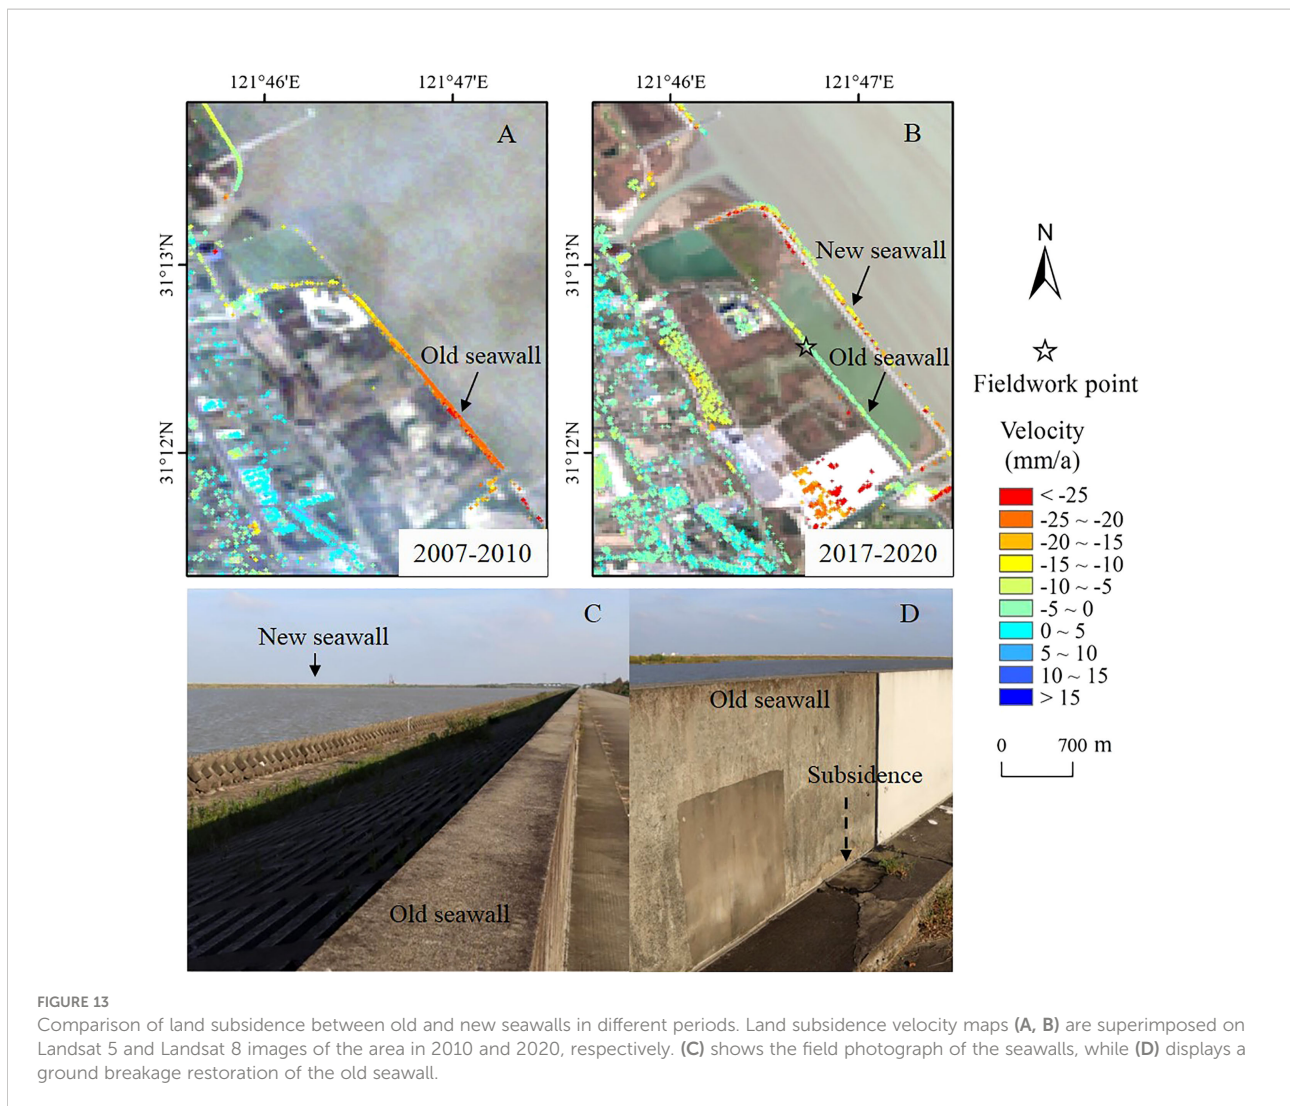 121°46'E
121°47'E
121°46'E
121°47'E
A
B
31°13'N
31°12'N
Old seawall
2007-2010
31°13'N
31°12'N
New seawall
Old seawall
2017-2020
N
Fieldwork point
Velocity
(mm/a)
< -25
-25 ~ -20
-20 ~ -15
-15 ~ -10
-10 ~ -5
-5 ~ 0
0 ~ 5
5 ~ 10
10 ~ 15
> 15
0 700 m
C
New seawall
Old seawall
D
Old seawall
Subsidence
FIGURE 13
Comparison of land subsidence between old and new seawalls in different periods. Land subsidence velocity maps (A, B) are superimposed on
Landsat 5 and Landsat 8 images of the area in 2010 and 2020, respectively. (C) shows the field photograph of the seawalls, while (D) displays a
ground breakage restoration of the old seawall.